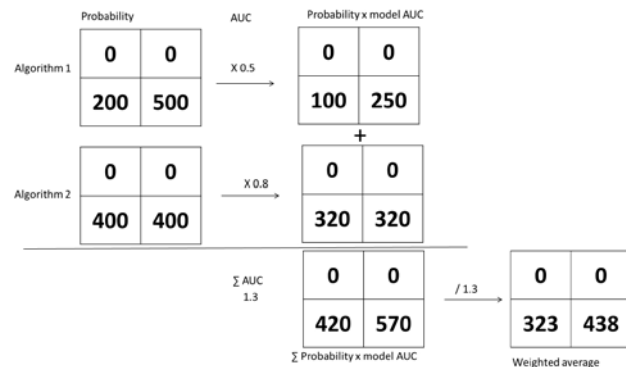 Probability AUC Probability x model AUC
Algorithm 1
0 0
200 500
X 0.5
0 0
100 250
+
Algorithm 2
0 0
400 400
X 0.8
0 0
320 320
∑ AUC
1.3
0 0
420 570
/ 1.3
0 0
323 438
∑ Probability x model AUC
Weighted average